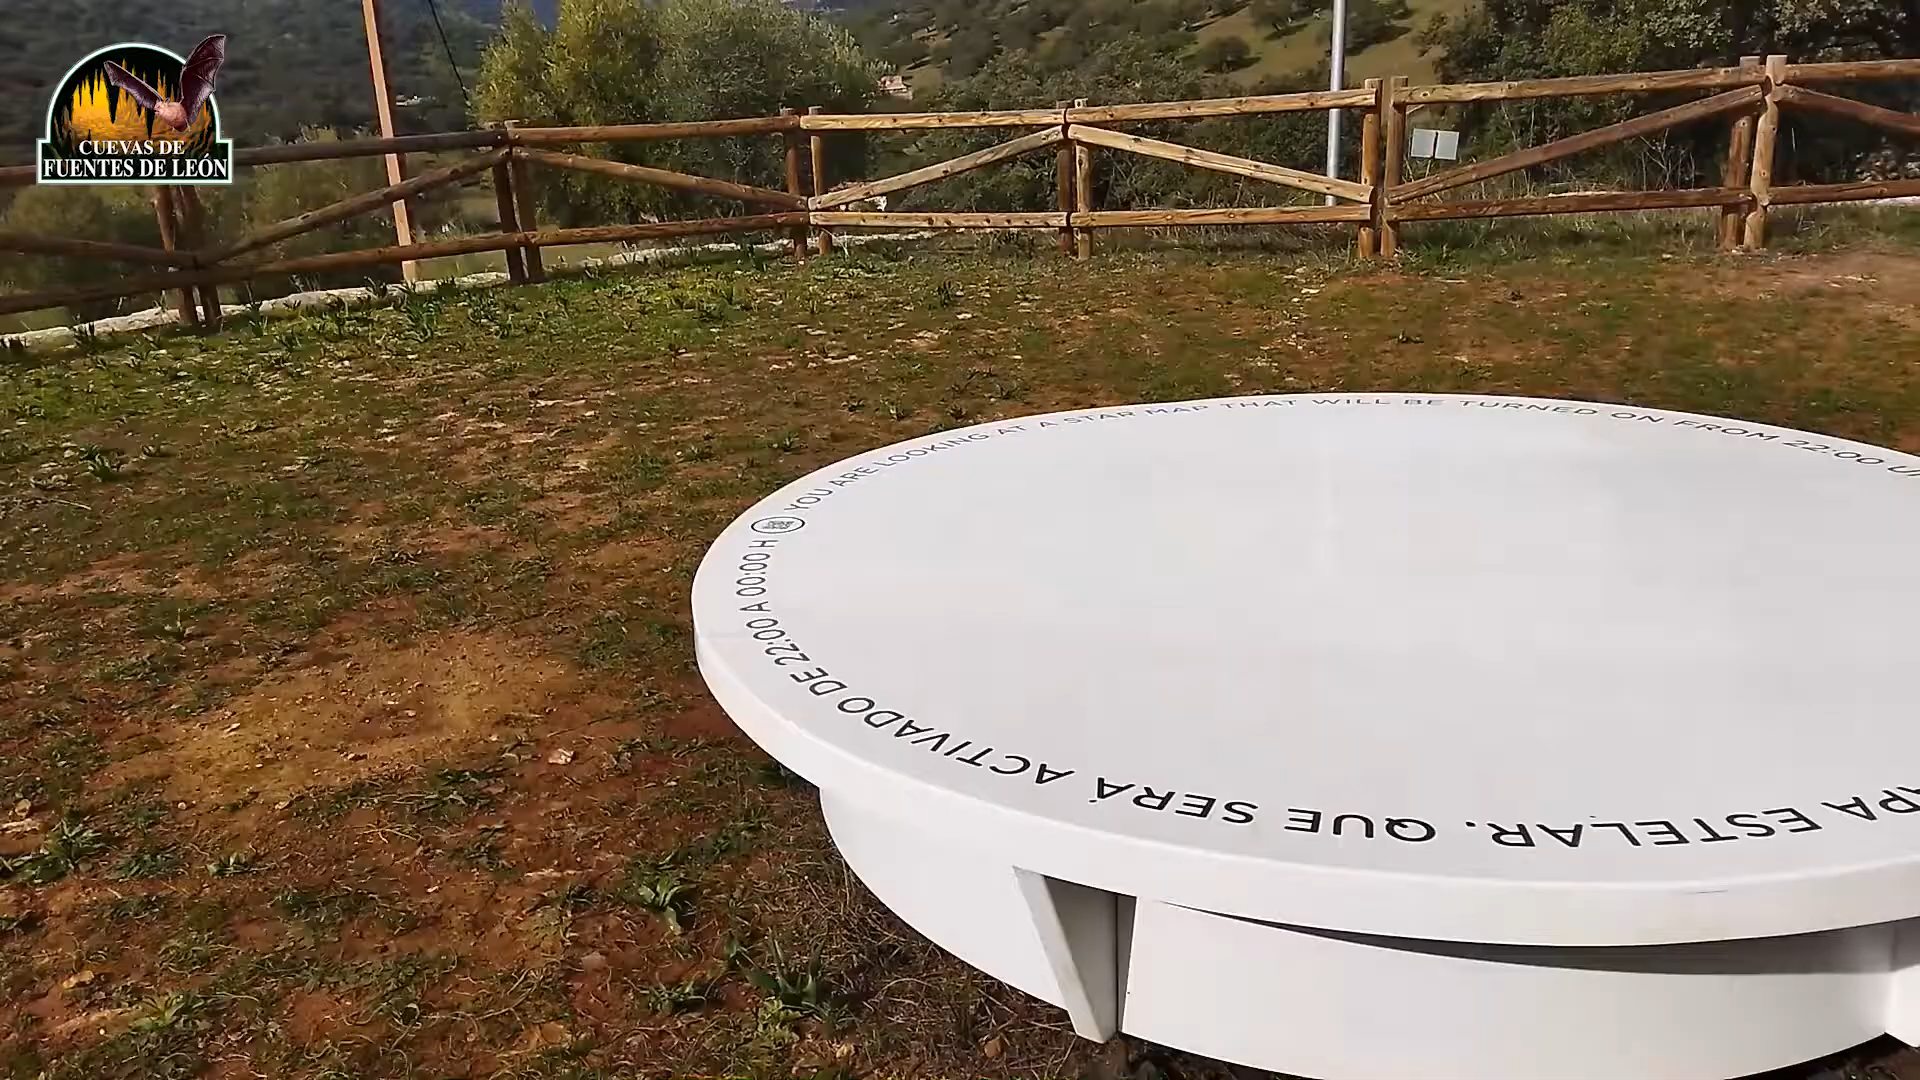 CUEVAS DE
FUENTES DE LEÓN
YOU ARE LOOKING AT A STAR MAP THAT WILL BE TURNED ON FROM 22:00
ESTELAR. QUE SERÁ ACTIVADO DE 22:00 A 00:00 H